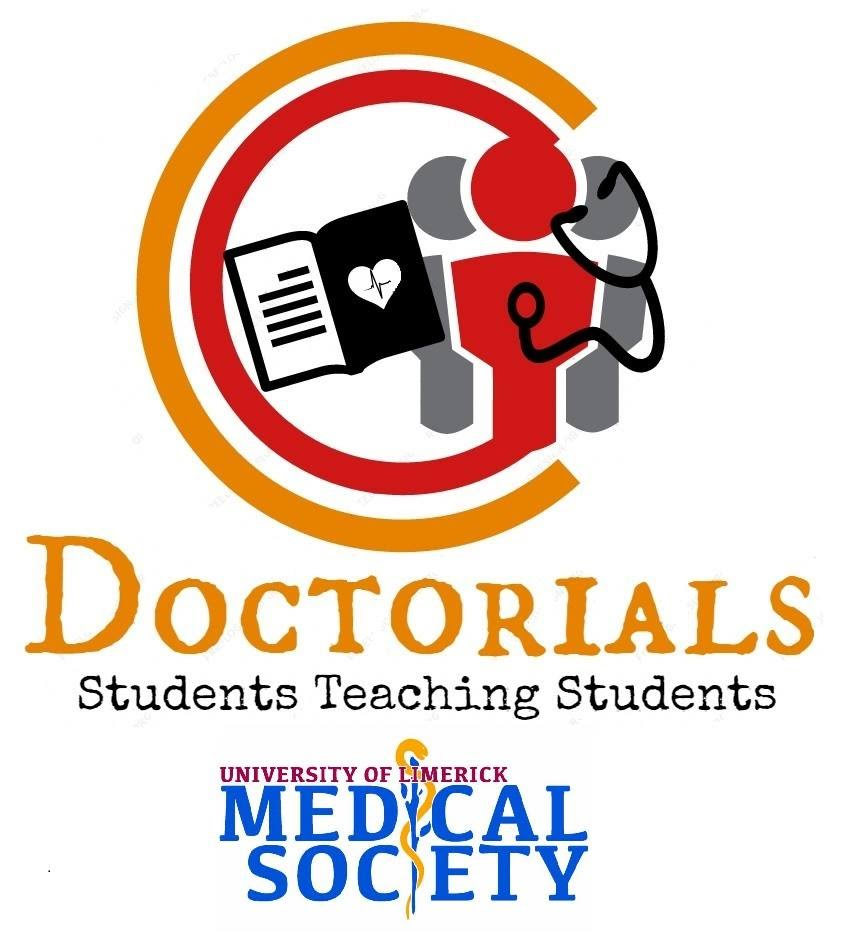 DOCTORIALS
Students Teaching Students
UNIVERSITY OF LIMERICK
MEDICAL
SOCIETY